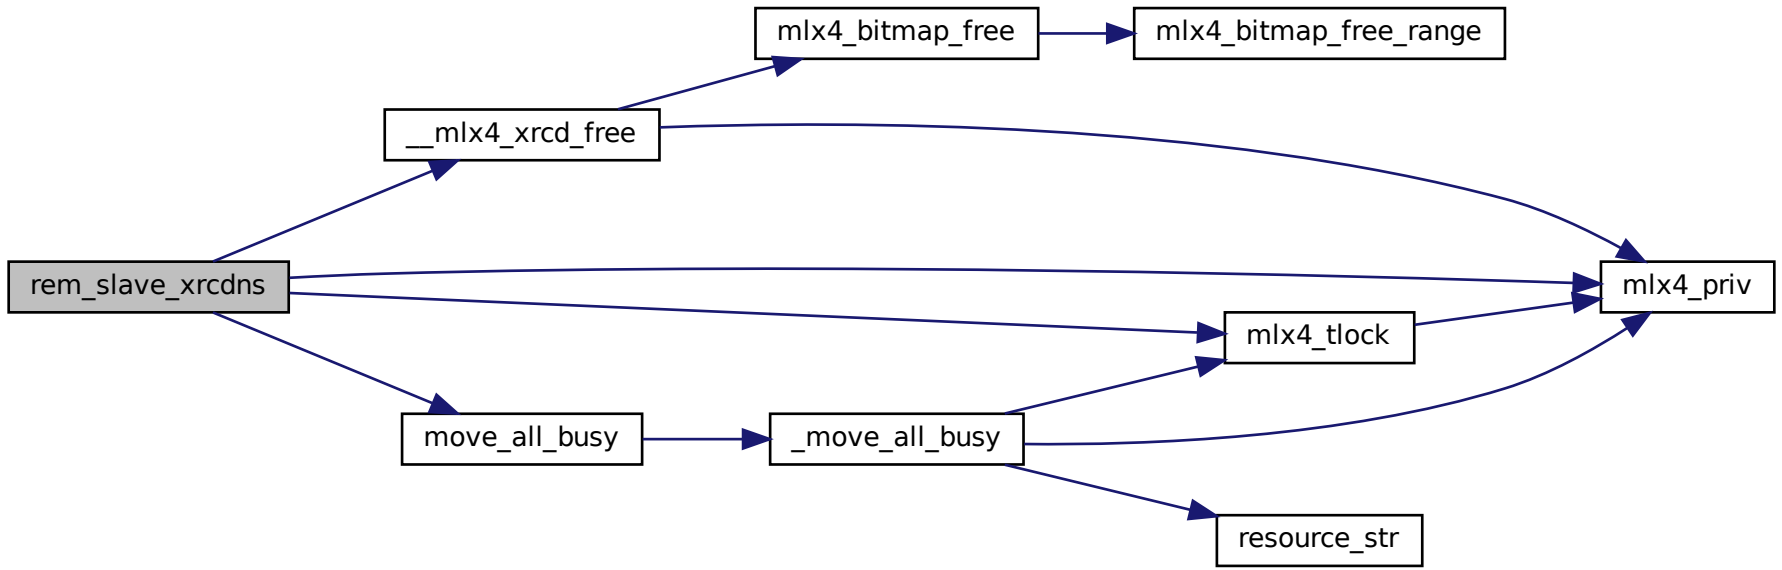 mlx4_bitmap_free
mlx4_bitmap_free_range
__mlx4_xrcd_free
rem_slave_xrcdns
mlx4_priv
mlx4_tlock
move_all_busy
_move_all_busy
resource_str